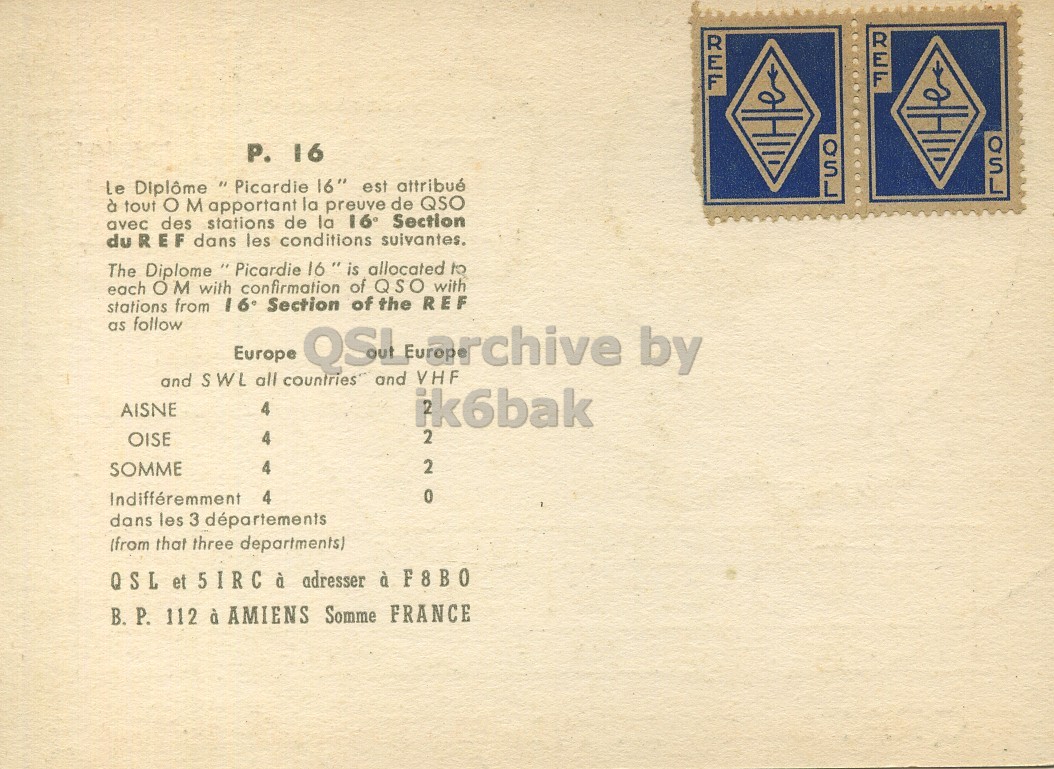 REF
QSL
REF
QSL
P. 16
Le Diplôme " Picardie 16 " est attribué
à tout O M apportant la preuve de QSO
avec des stations de la 16e Section
du R E F dans les conditions suivantes.
The Diplome " Picardie 16 " is allocated to
each O M with confirmation of Q S O with
stations from 16e Section of the R E F
as follow
Europe out Europe
and S W L all countries and V H F
AISNE 4 2
OISE 4 2
SOMME 4 2
Indifféremment 4 0
dans les 3 départements
(from that three departments)
Q S L et 5 I R C à adresser à F 8 B O
B. P. 112 à AMIENS Somme FRANCE
QSL archive by
ik6bak